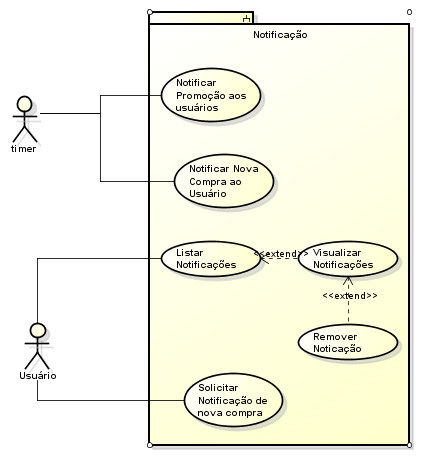 Notificação
Notificar
Promoção aos
usuários
timer
Notificar Nova
Compra ao
Usuário
Listar
Notificações
<<extend>>
Visualizar
Notificações
<<extend>>
Remover
Noticação
Usuário
Solicitar
Notificação de
nova compra